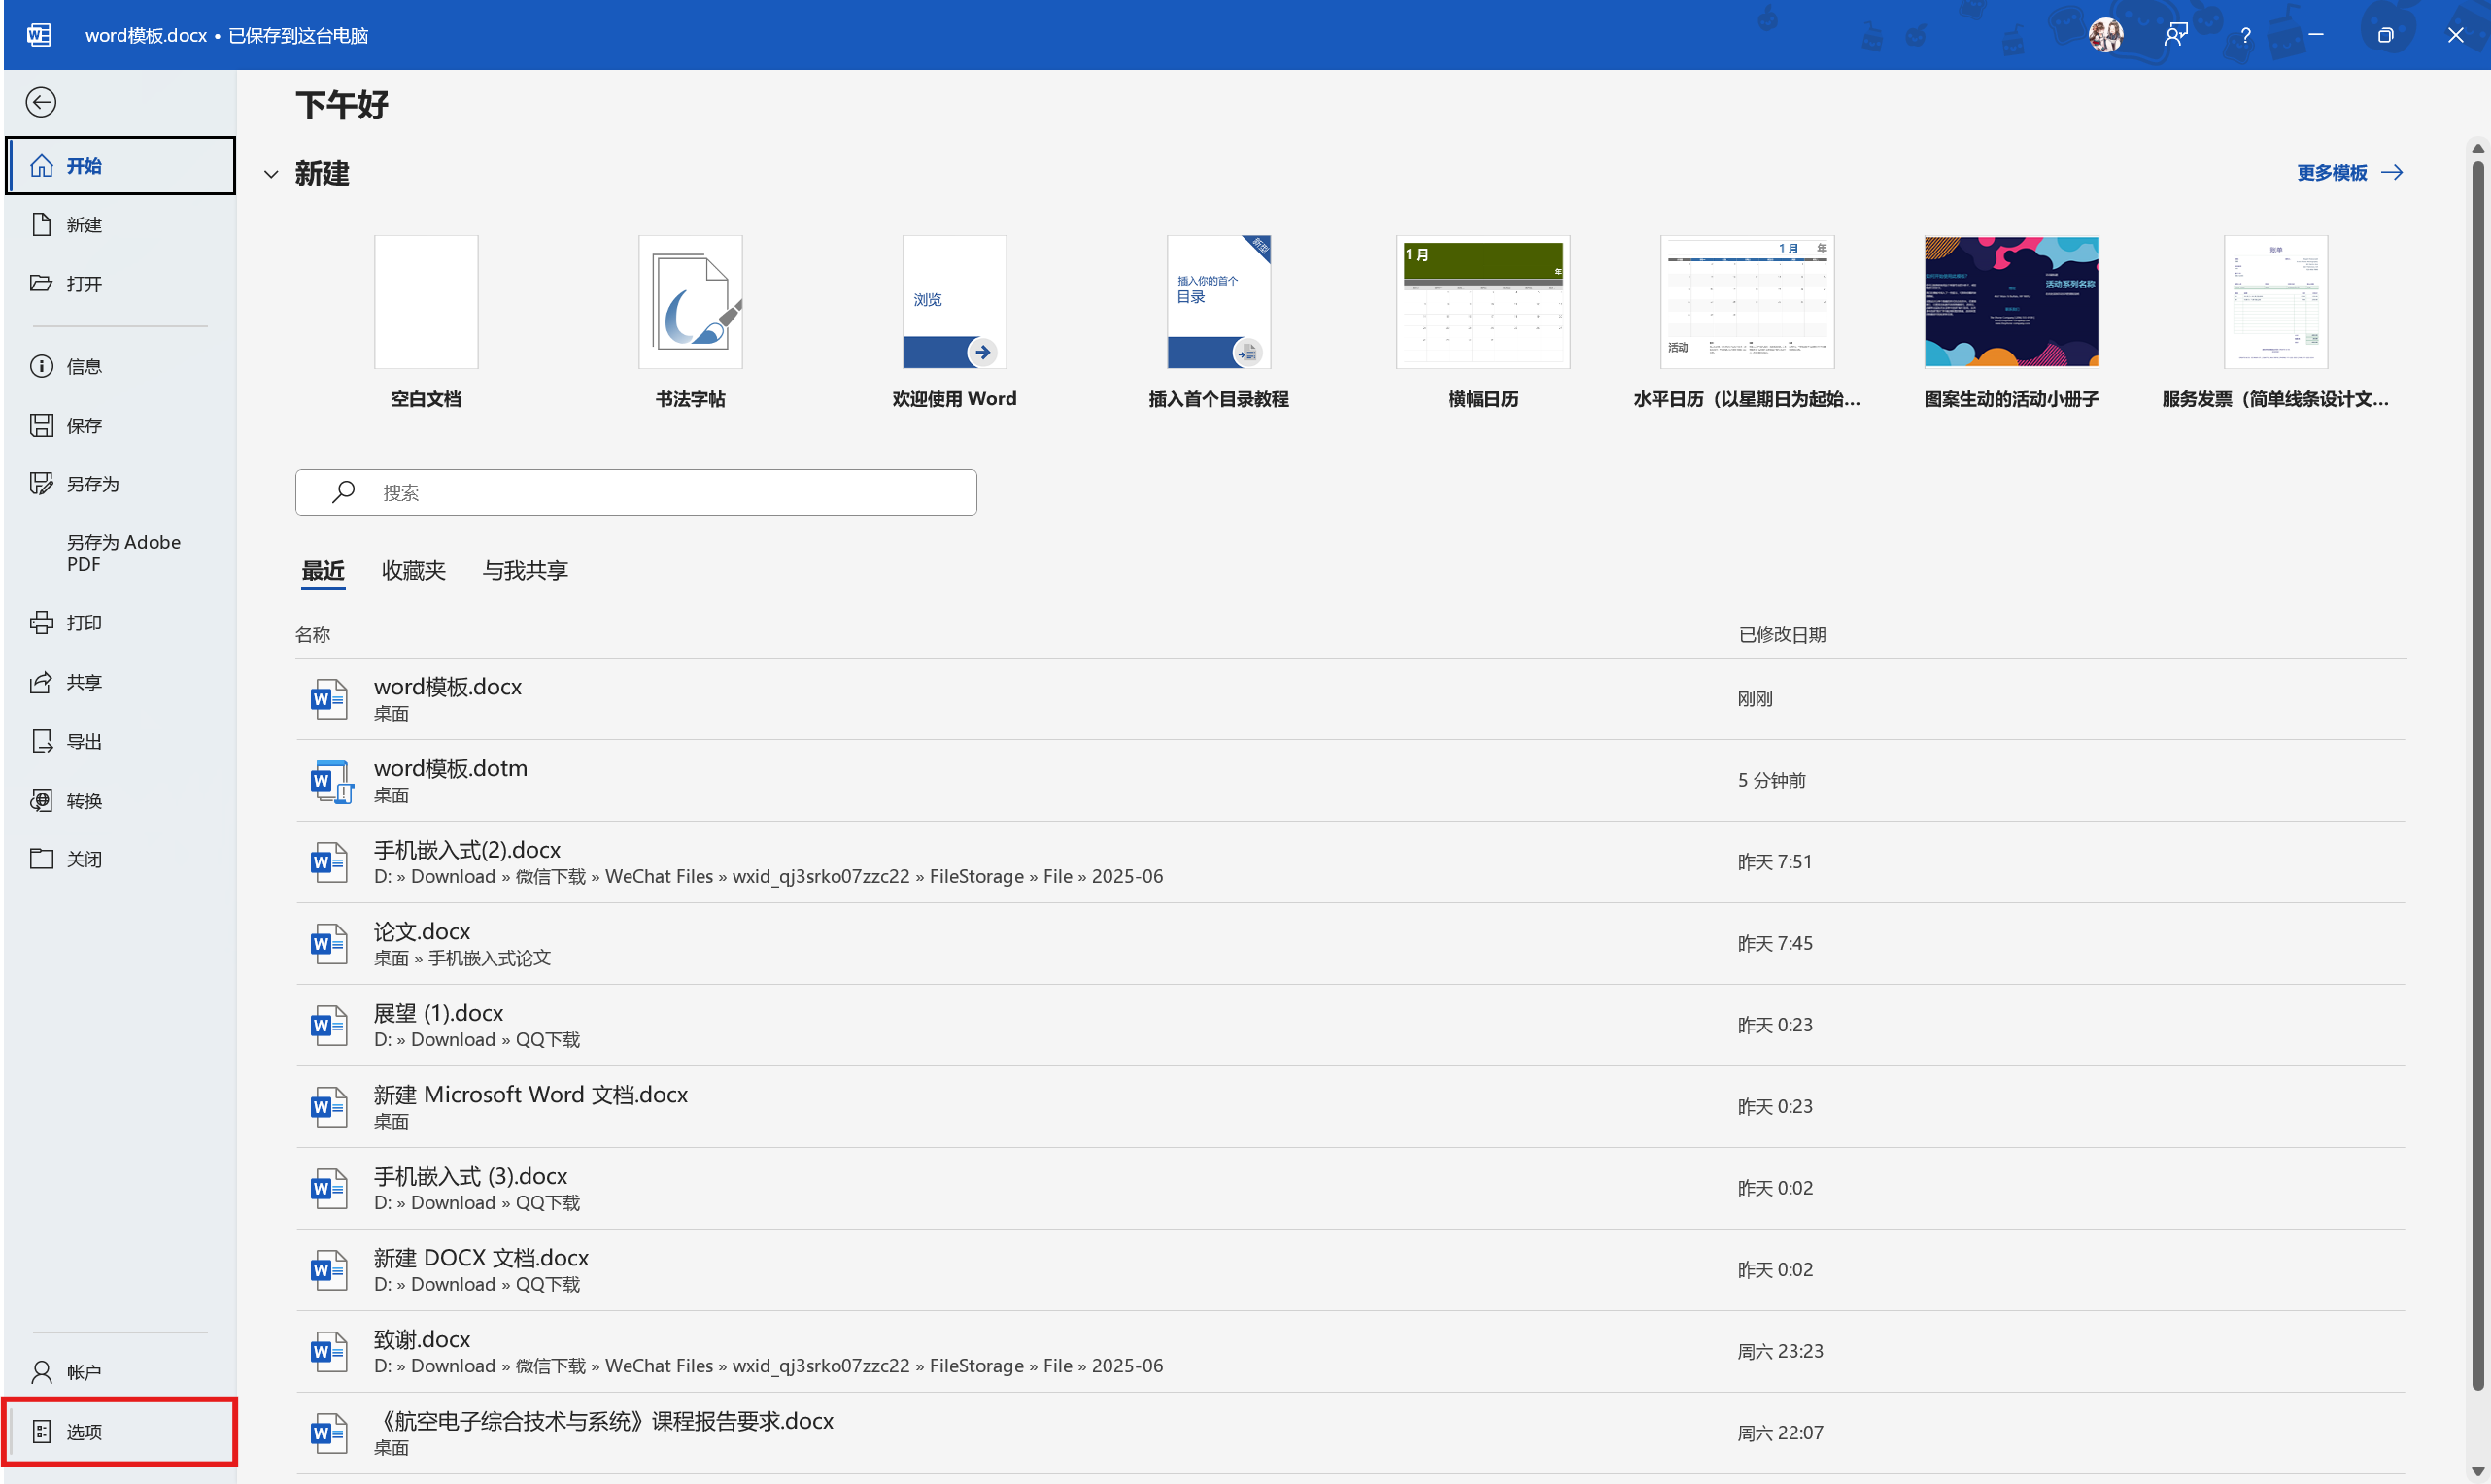 word模板.docx • 已保存到这台电脑
?
下午好
开始
新建
打开
信息
保存
另存为
另存为 Adobe
PDF
打印
共享
导出
转换
关闭
帐户
选项
新建
更多模板
空白文档
书法字帖
浏览
欢迎使用 Word
新型
插入你的首个
目录
插入首个目录教程
1 月
年
横幅日历
1 月 年
活动
水平日历（以星期日为起始...
活动系列名称
图案生动的活动小册子
账单
服务发票（简单线条设计文...
搜索
最近 收藏夹 与我共享
名称 已修改日期
word模板.docx
桌面
刚刚
word模板.dotm
桌面
5 分钟前
手机嵌入式(2).docx
D: » Download » 微信下载 » WeChat Files » wxid_qj3srko07zzc22 » FileStorage » File » 2025-06
昨天 7:51
论文.docx
桌面 » 手机嵌入式论文
昨天 7:45
展望 (1).docx
D: » Download » QQ下载
昨天 0:23
新建 Microsoft Word 文档.docx
桌面
昨天 0:23
手机嵌入式 (3).docx
D: » Download » QQ下载
昨天 0:02
新建 DOCX 文档.docx
D: » Download » QQ下载
昨天 0:02
致谢.docx
D: » Download » 微信下载 » WeChat Files » wxid_qj3srko07zzc22 » FileStorage » File » 2025-06
周六 23:23
《航空电子综合技术与系统》课程报告要求.docx
桌面
周六 22:07